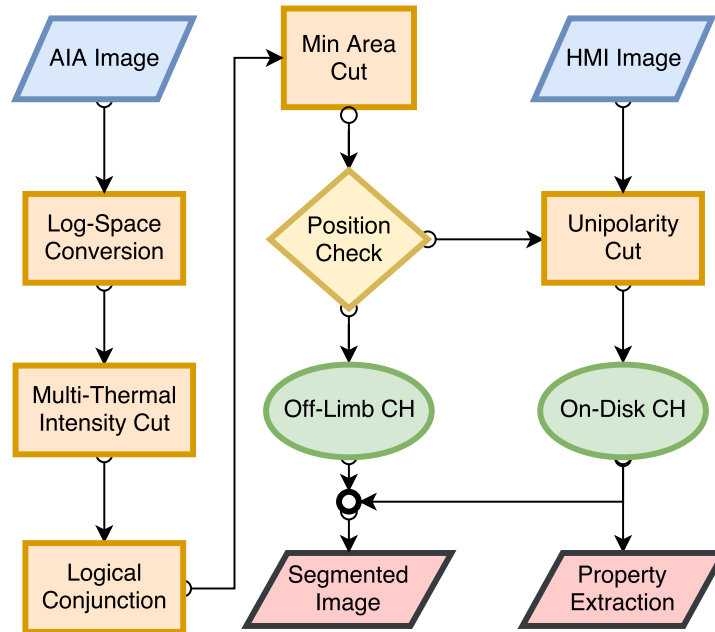 AIA Image
Log-Space
Conversion
Multi-Thermal
Intensity Cut
Logical
Conjunction
Min Area
Cut
Position
Check
Off-Limb CH
Segmented
Image
HMI Image
Unipolarity
Cut
On-Disk CH
Property
Extraction